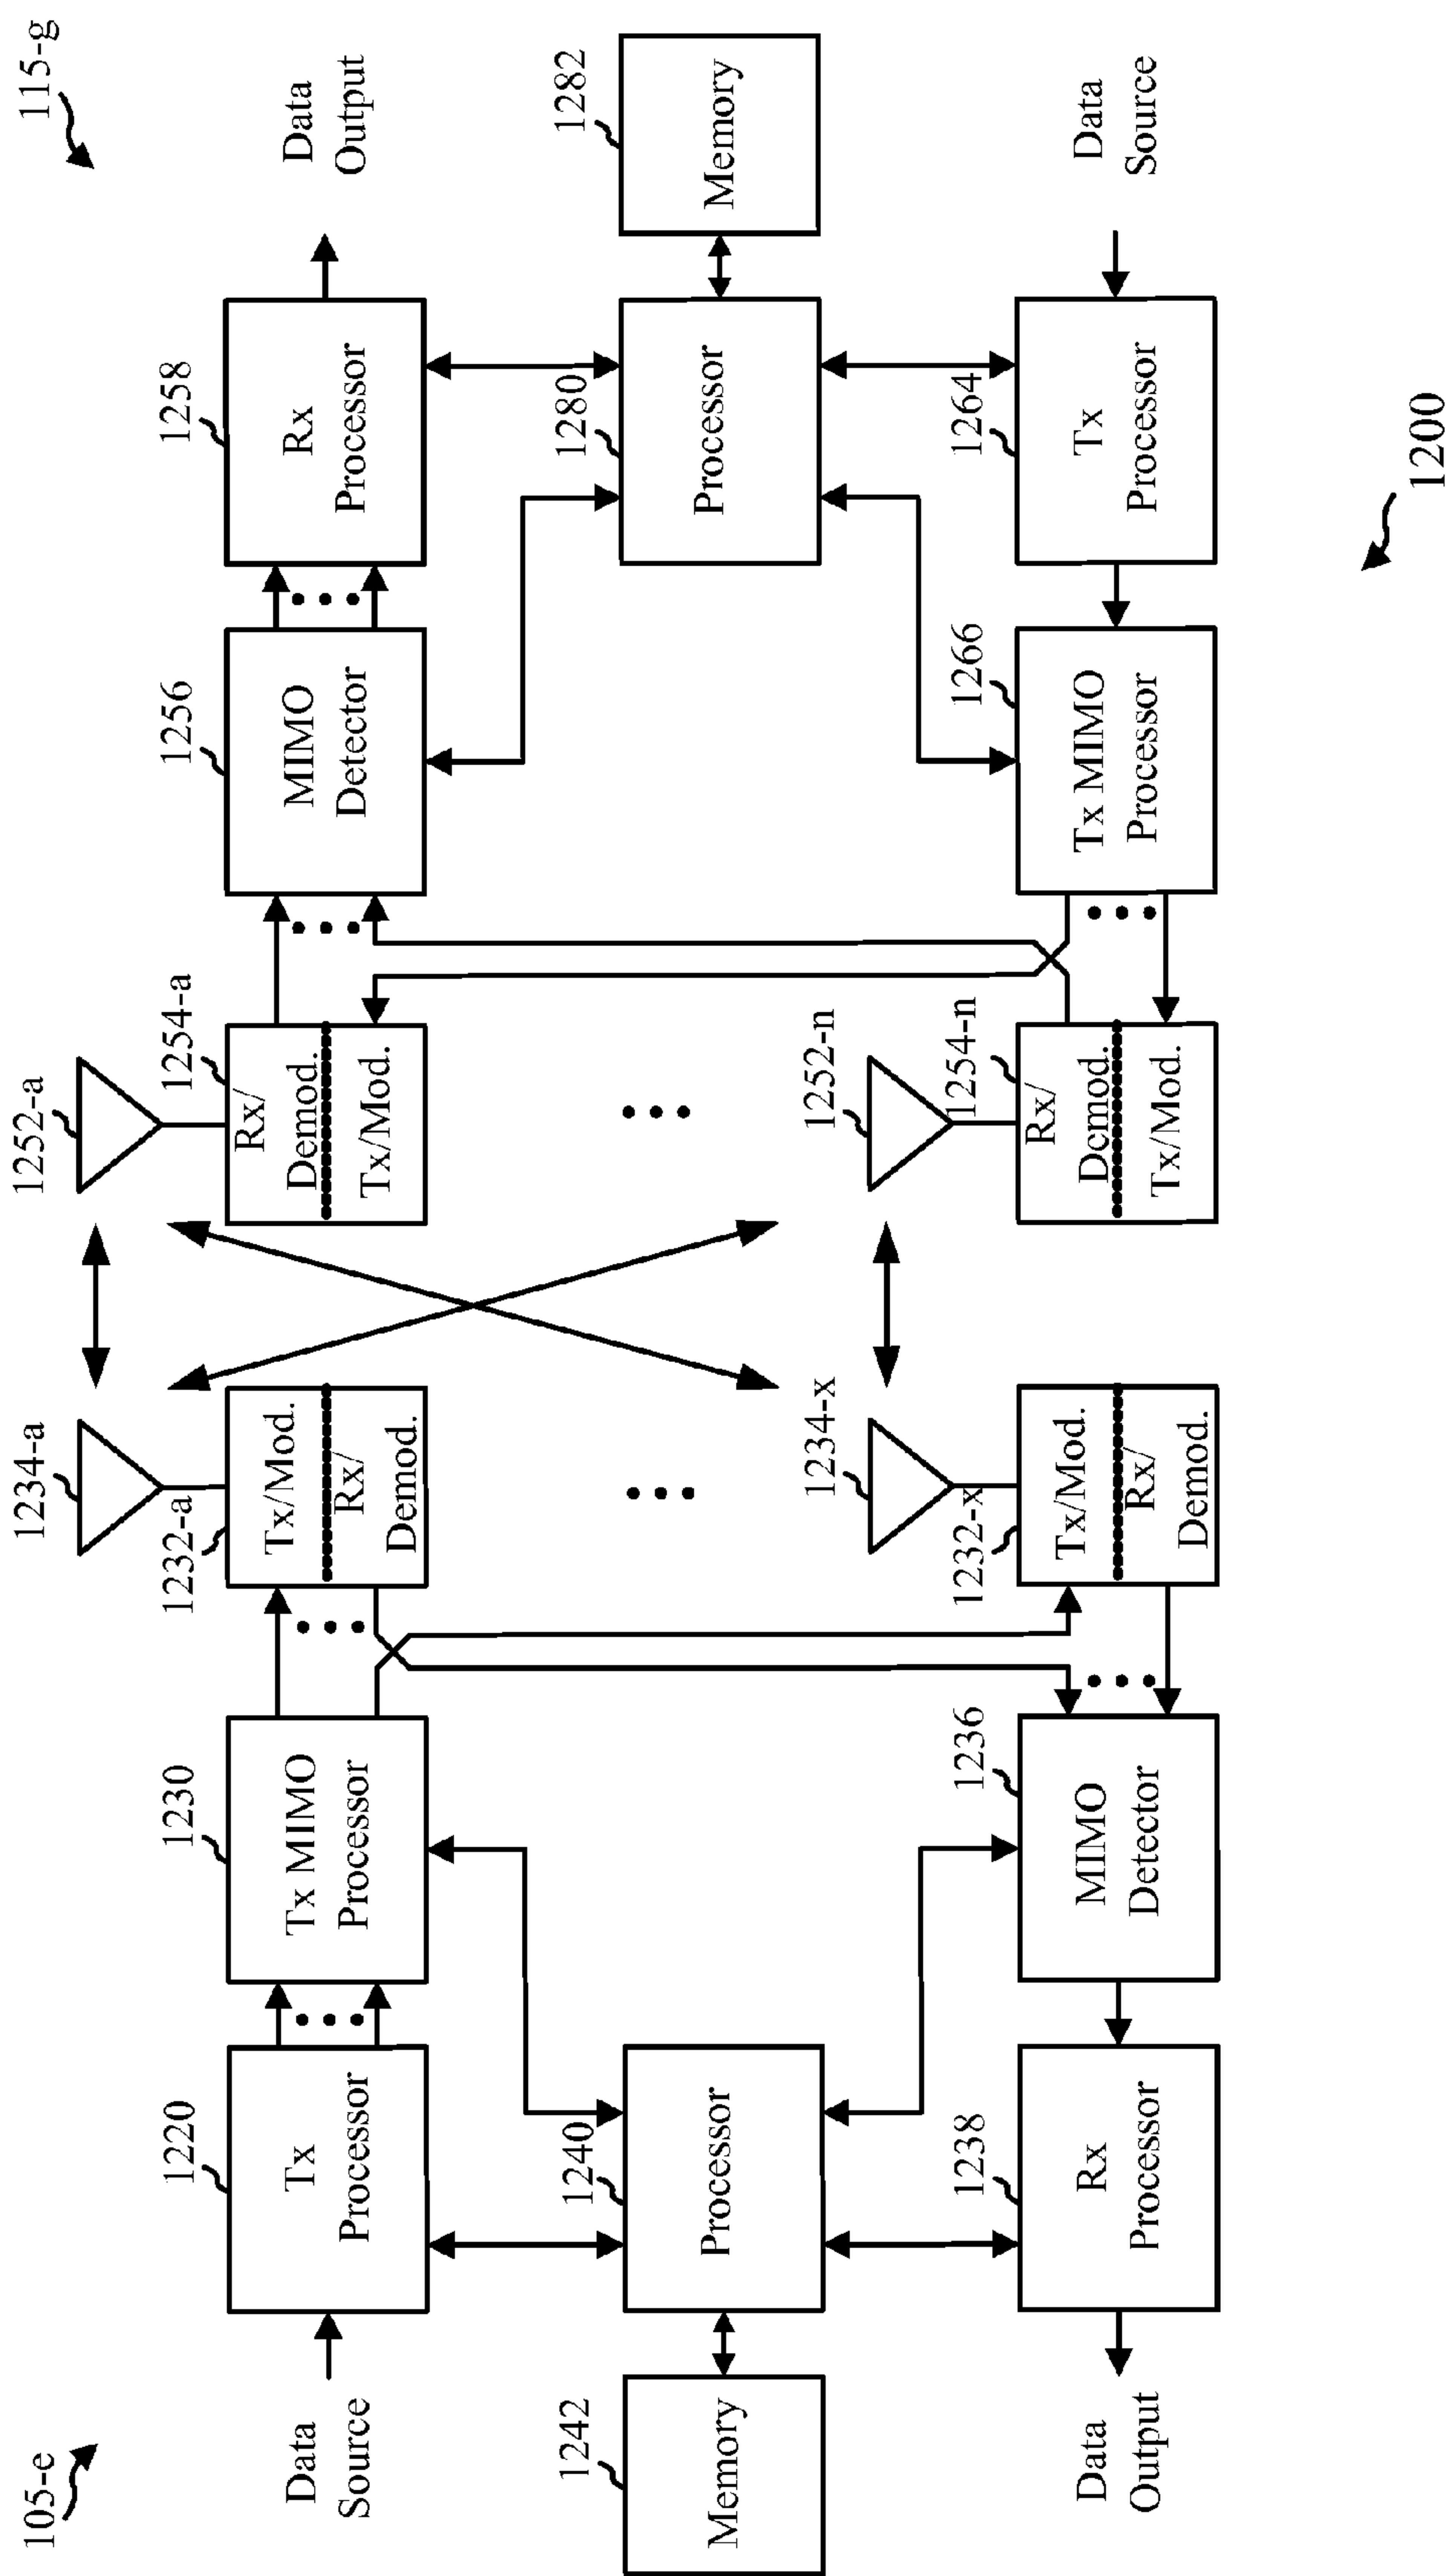 105-e
115-g
1234-a
1252-a
1220
1230
1232-a
1254-a
1256
1258
Data
Source
Tx
Processor
Tx MIMO
Processor
Tx/Mod.
Rx/
Demod.
Rx/
Demod.
Tx/Mod.
MIMO
Detector
Rx
Processor
Data
Output
1242
1240
1280
1282
Memory
Processor
Processor
Memory
1234-x
1252-n
1238
1236
1232-x
1254-n
1266
1264
Data
Output
Rx
Processor
MIMO
Detector
Tx/Mod.
Rx/
Demod.
Rx/
Demod.
Tx/Mod.
Tx MIMO
Processor
Tx
Processor
Data
Source
1200